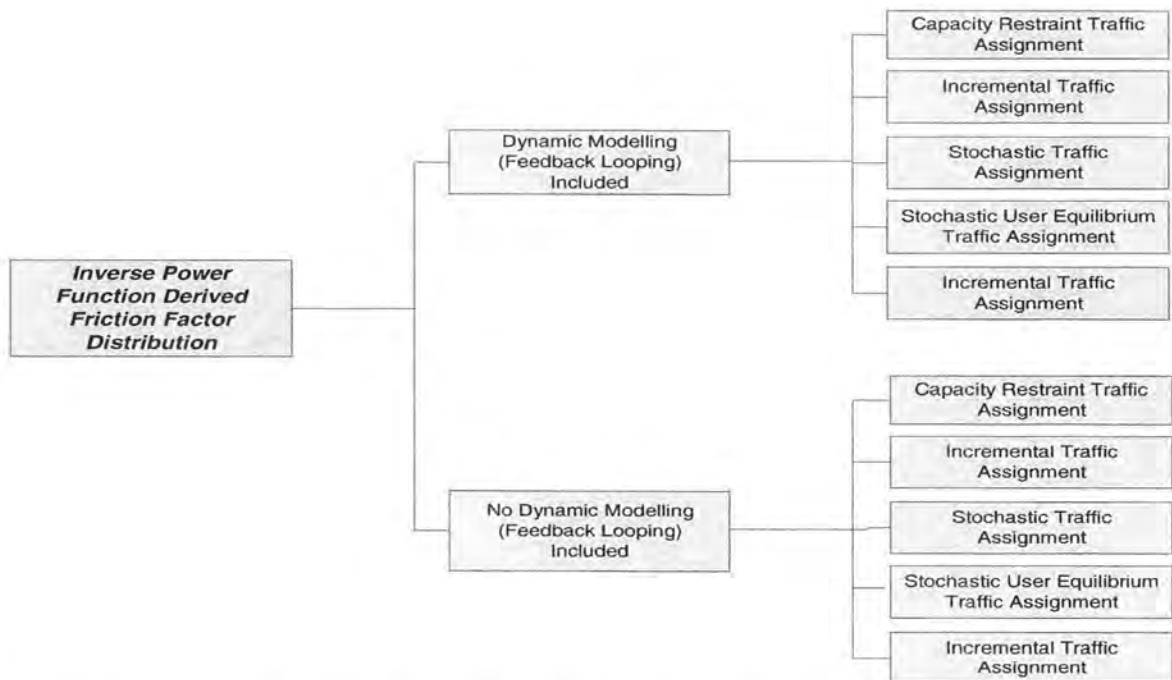 Capacity Restraint Traffic
Assignment
Incremental Traffic
Assignment
Dynamic Modelling
(Feedback Looping)
Included
Stochastic Traffic
Assignment
Stochastic User Equilibrium
Traffic Assignment
Inverse Power
Function Derived
Friction Factor
Distribution
Incremental Traffic
Assignment
Capacity Restraint Traffic
Assignment
Incremental Traffic
Assignment
No Dynamic Modelling
(Feedback Looping)
Included
Stochastic Traffic
Assignment
Stochastic User Equilibrium
Traffic Assignment
Incremental Traffic
Assignment